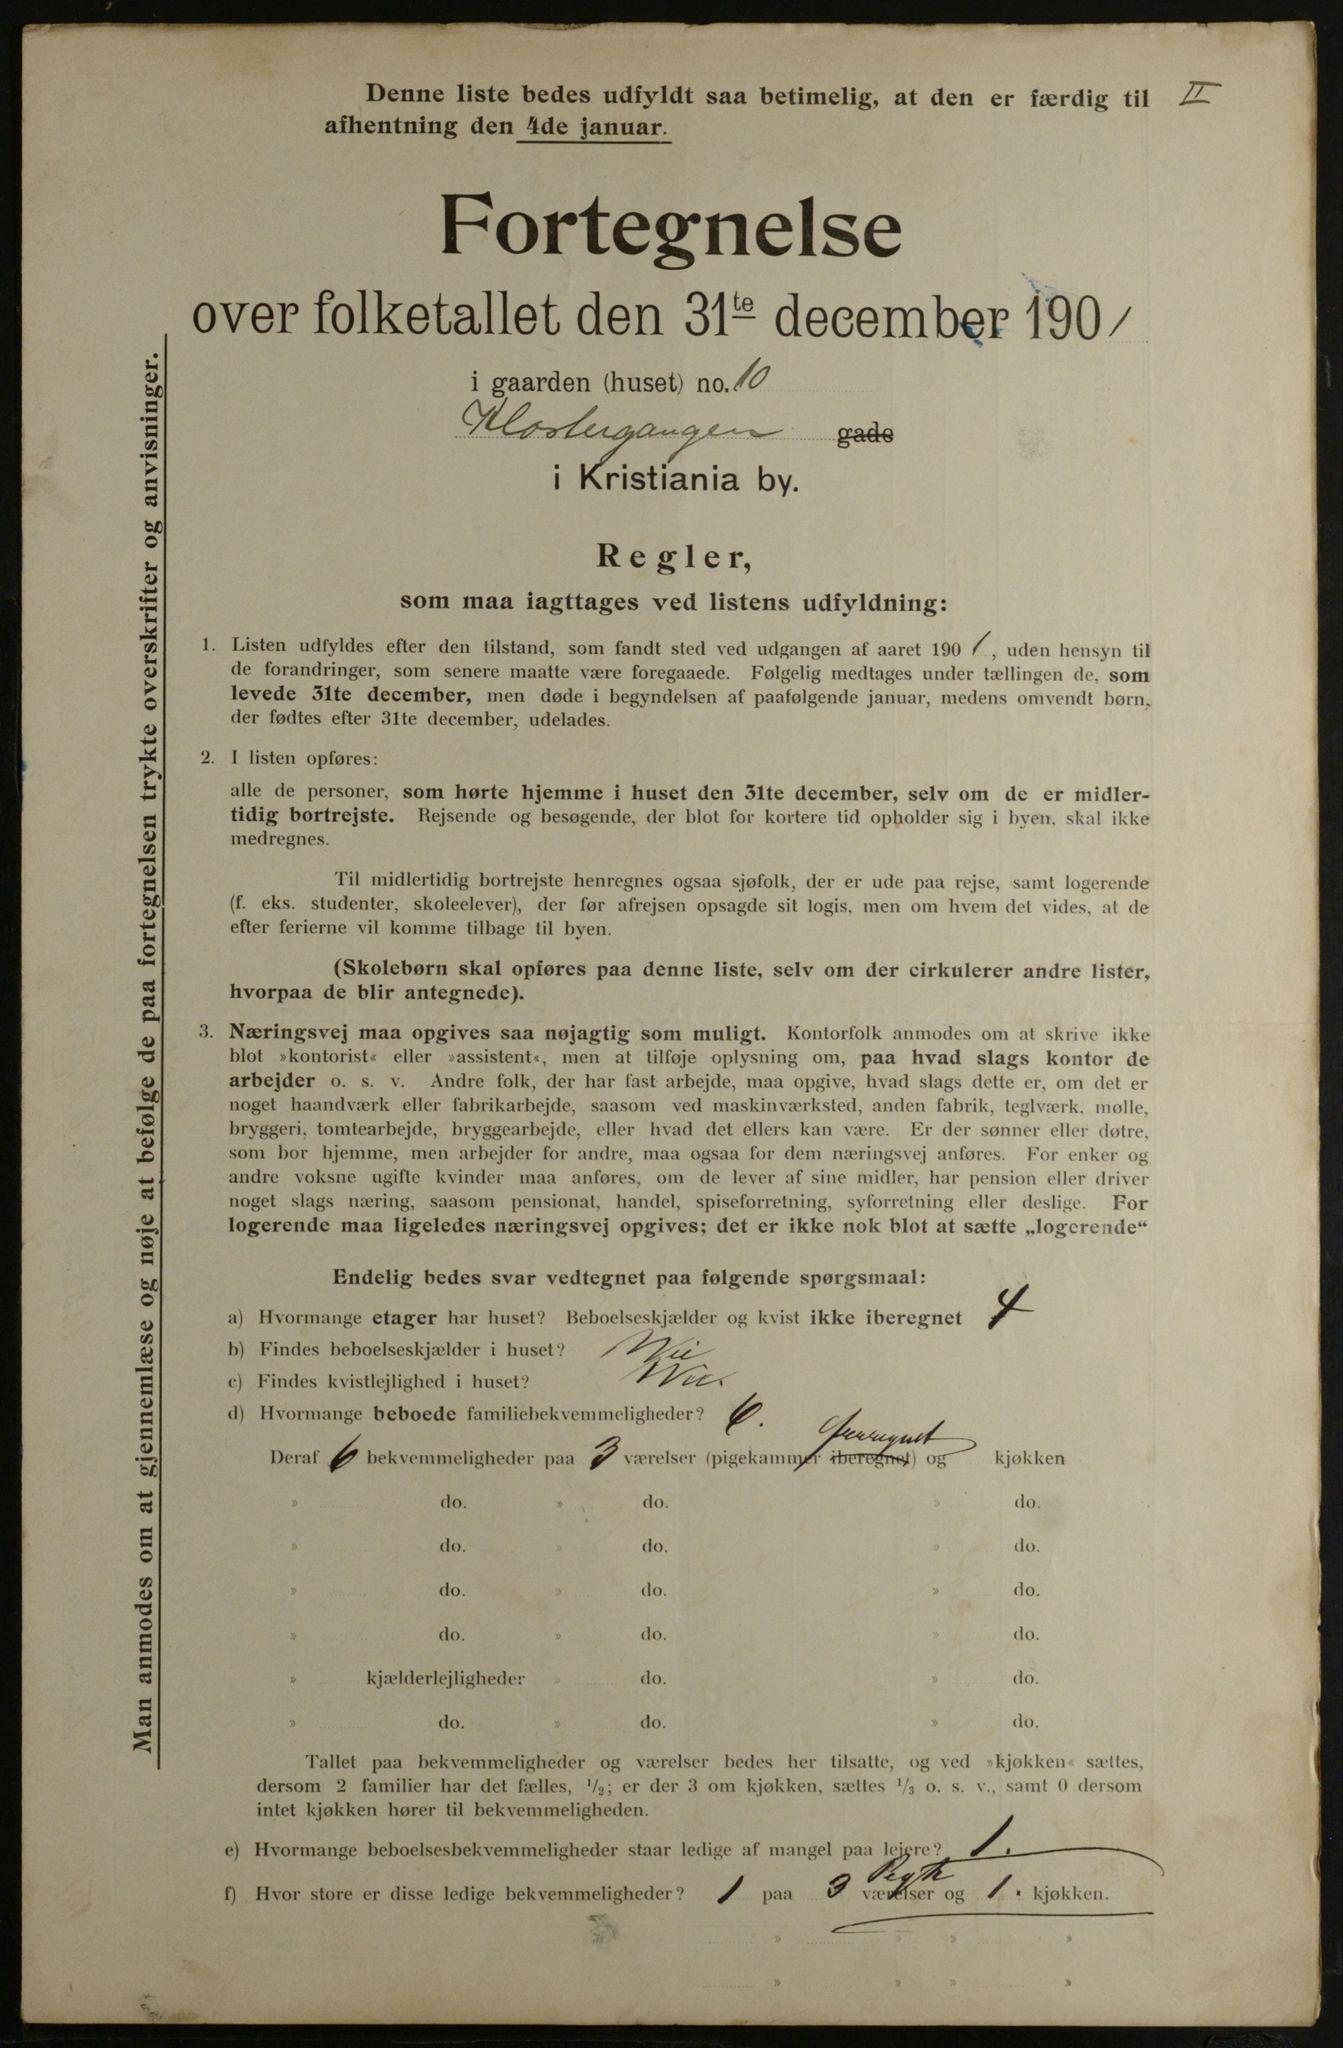 Denne liste bedes udfyldt saa betimelig, at den er færdig til II
afhentning den 4de januar.
Fortegnelse
over folketallet den 31te december 1901
i gaarden (huset) no. 10
Klostergangen gade
i Kristiania by.
Regler,
som maa iagttages ved listens udfyldning:
1. Listen udfyldes efter den tilstand, som fandt sted ved udgangen af aaret 1901, uden hensyn til
de forandringer, som senere maatte være foregaaede. Følgelig medtages under tællingen de, som
levede 31te december, men døde i begyndelsen af paafølgende januar, medens omvendt børn,
der fødtes efter 31te december, udelades.
2. I listen opføres:
alle de personer, som hørte hjemme i huset den 31te december, selv om de er midler-
tidig bortrejste. Rejsende og besøgende, der blot for kortere tid opholder sig i byen, skal ikke
medregnes.
Til midlertidig bortrejste henregnes ogsaa sjøfolk, der er ude paa rejse, samt logerende
(f. eks. studenter, skoleelever), der før afrejsen opsagde sit logis, men om hvem det vides, at de
efter ferierne vil komme tilbage til byen.
(Skolebørn skal opføres paa denne liste, selv om der cirkulerer andre lister,
hvorpaa de blir antegnede).
3. Næringsvej maa opgives saa nøjagtig som muligt. Kontorfolk anmodes om at skrive ikke
blot »kontorist« eller »assistent«, men at tilføje oplysning om, paa hvad slags kontor de
arbejder o. s. v. Andre folk, der har fast arbejde, maa opgive, hvad slags dette er, om det er
noget haandværk eller fabrikarbejde, saasom ved maskinværksted, anden fabrik, teglværk, mølle,
bryggeri, tomtearbejde, bryggearbejde, eller hvad det ellers kan være. Er der sønner eller døtre,
som bor hjemme, men arbejder for andre, maa ogsaa for dem næringsvej anføres. For enker og
andre voksne ugifte kvinder maa anføres, om de lever af sine midler, har pension eller driver
noget slags næring, saasom pensionat, handel, spiseforretning, syforretning eller deslige. For
logerende maa ligeledes næringsvej opgives; det er ikke nok blot at sætte „logerende“
Endelig bedes svar vedtegnet paa følgende spørgsmaal:
a) Hvormange etager har huset? Beboelseskjælder og kvist ikke iberegnet 4
b) Findes beboelseskjælder i huset? Nei
c) Findes kvistlejlighed i huset? Nei.
d) Hvormange beboede familiebekvemmeligheder? 6.
Deraf 6 bekvemmeligheder paa 3 værelser (pigekammer iberegnet) og kjøkken
» do. » do. » do.
» do. » do. » do.
» do. » do. » do.
» do. » do. » do.
» kjælderlejligheder » do. » do.
» do. » do. » do.
Tallet paa bekvemmeligheder og værelser bedes her tilsatte, og ved »kjøkken« sættes,
dersom 2 familier har det fælles, 1/2; er der 3 om kjøkken, sættes 1/3 o. s. v., samt 0 dersom
intet kjøkken hører til bekvemmeligheden.
e) Hvormange beboelsesbekvemmeligheder staar ledige af mangel paa lejere? 1.
f) Hvor store er disse ledige bekvemmeligheder? 1 paa 3 værelser og 1. kjøkken.
» » » »
» » » »
Man anmodes om at gjennemlæse og nøje at befølge de paa fortegnelsen trykte overskrifter og anvisninger.